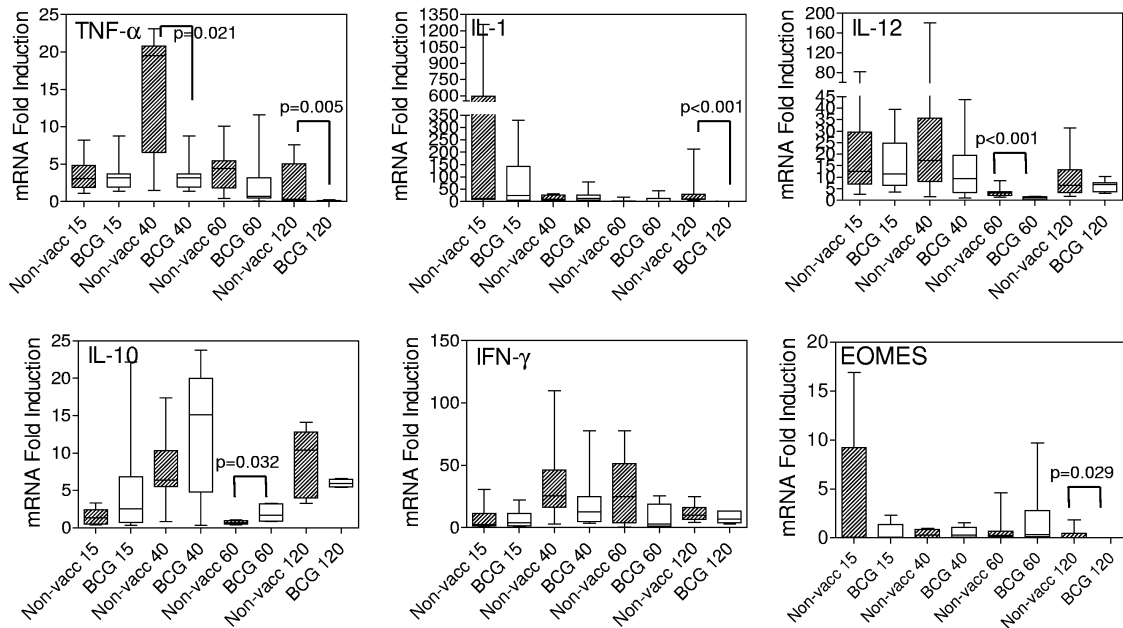 TNF-α
p=0.021
p=0.005
mRNA Fold Induction
25
20
15
10
5
0
Non-vacc 15
BCG 15
Non-vacc 40
BCG 40
Non-vacc 60
BCG 60
Non-vacc 120
BCG 120
IL-1
p<0.001
mRNA Fold Induction
1350
1200
1050
900
750
600
350
300
250
200
150
100
50
0
Non-vacc 15
BCG 15
Non-vacc 40
BCG 40
Non-vacc 60
BCG 60
Non-vacc 120
BCG 120
IL-12
p<0.001
mRNA Fold Induction
200
160
120
80
45
40
35
30
25
20
15
10
5
0
Non-vacc 15
BCG 15
Non-vacc 40
BCG 40
Non-vacc 60
BCG 60
Non-vacc 120
BCG 120
IL-10
p=0.032
mRNA Fold Induction
25
20
15
10
5
0
Non-vacc 15
BCG 15
Non-vacc 40
BCG 40
Non-vacc 60
BCG 60
Non-vacc 120
BCG 120
IFN-γ
mRNA Fold Induction
150
100
50
0
Non-vacc 15
BCG 15
Non-vacc 40
BCG 40
Non-vacc 60
BCG 60
Non-vacc 120
BCG 120
EOMES
p=0.029
mRNA Fold Induction
20
10
0
Non-vacc 15
BCG 15
Non-vacc 40
BCG 40
Non-vacc 60
BCG 60
Non-vacc 120
BCG 120